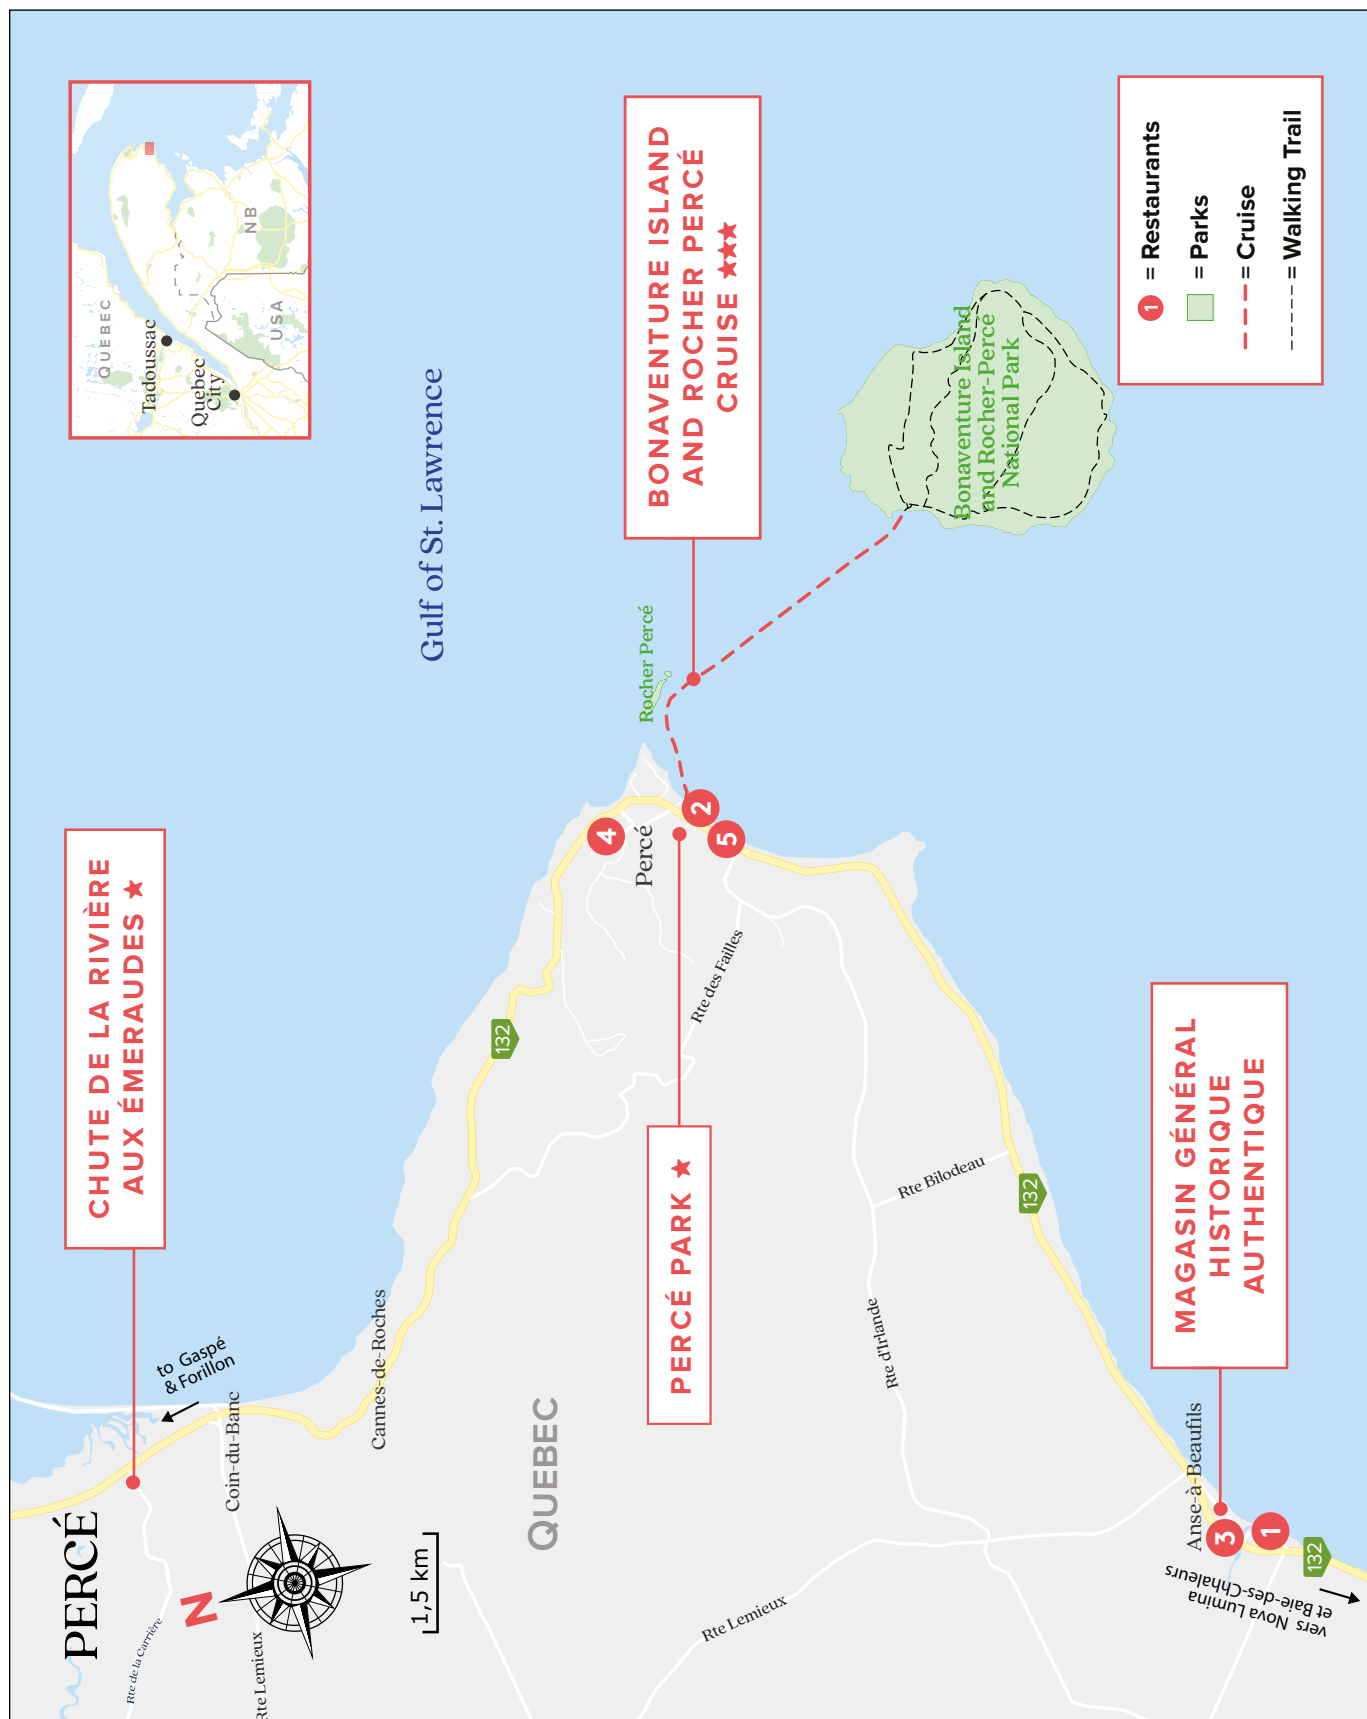 PERCÉ
N
1,5 km
CHUTE DE LA RIVIÈRE
AUX ÉMERAUDES ★
QUEBEC
Tadoussac
Quebec
City
NB
USA
to Gaspé
& Forillon
Rte de la Carrière
Coin-du-Banc
Rte Lemieux
Cannes-de-Roches
Gulf of St. Lawrence
132
QUEBEC
4
Percé
2
5
Rocher Percé
BONAVENTURE ISLAND
AND ROCHER PERCÉ
CRUISE ★★★
PERCÉ PARK ★
Rte des Failles
Rte Lemieux
Rte d'Irlande
Rte Bilodeau
132
Bonaventure Island
and Rocher-Percé
National Park
MAGASIN GÉNÉRAL
HISTORIQUE
AUTHENTIQUE
Anse-à-Beaufils
3
1
132
vers Nova Lumina
et Baie-des-Chhaleurs
1 = Restaurants
= Parks
= Cruise
= Walking Trail